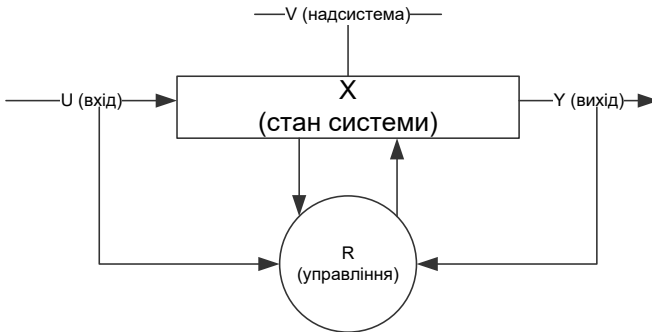 V (надсистема)
U (вхід)
X
(стан системи)
Y (вихід)
R
(управління)